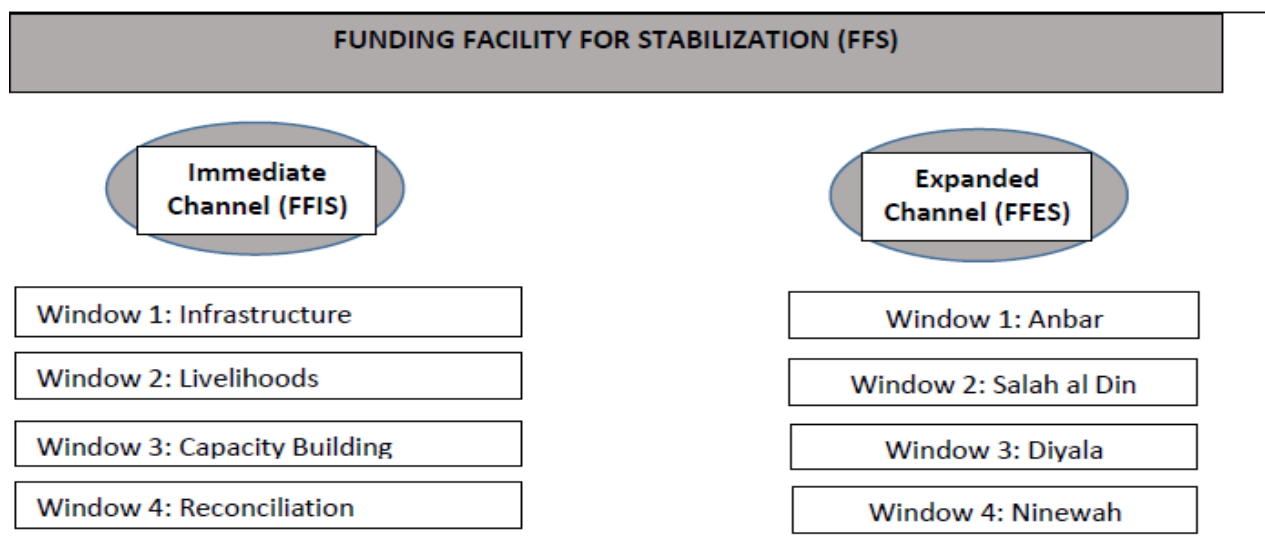 FUNDING FACILITY FOR STABILIZATION (FFS)
Immediate
Channel (FFIS)
Expanded
Channel (FFES)
Window 1: Infrastructure
Window 2: Livelihoods
Window 3: Capacity Building
Window 4: Reconciliation
Window 1: Anbar
Window 2: Salah al Din
Window 3: Diyala
Window 4: Ninewah